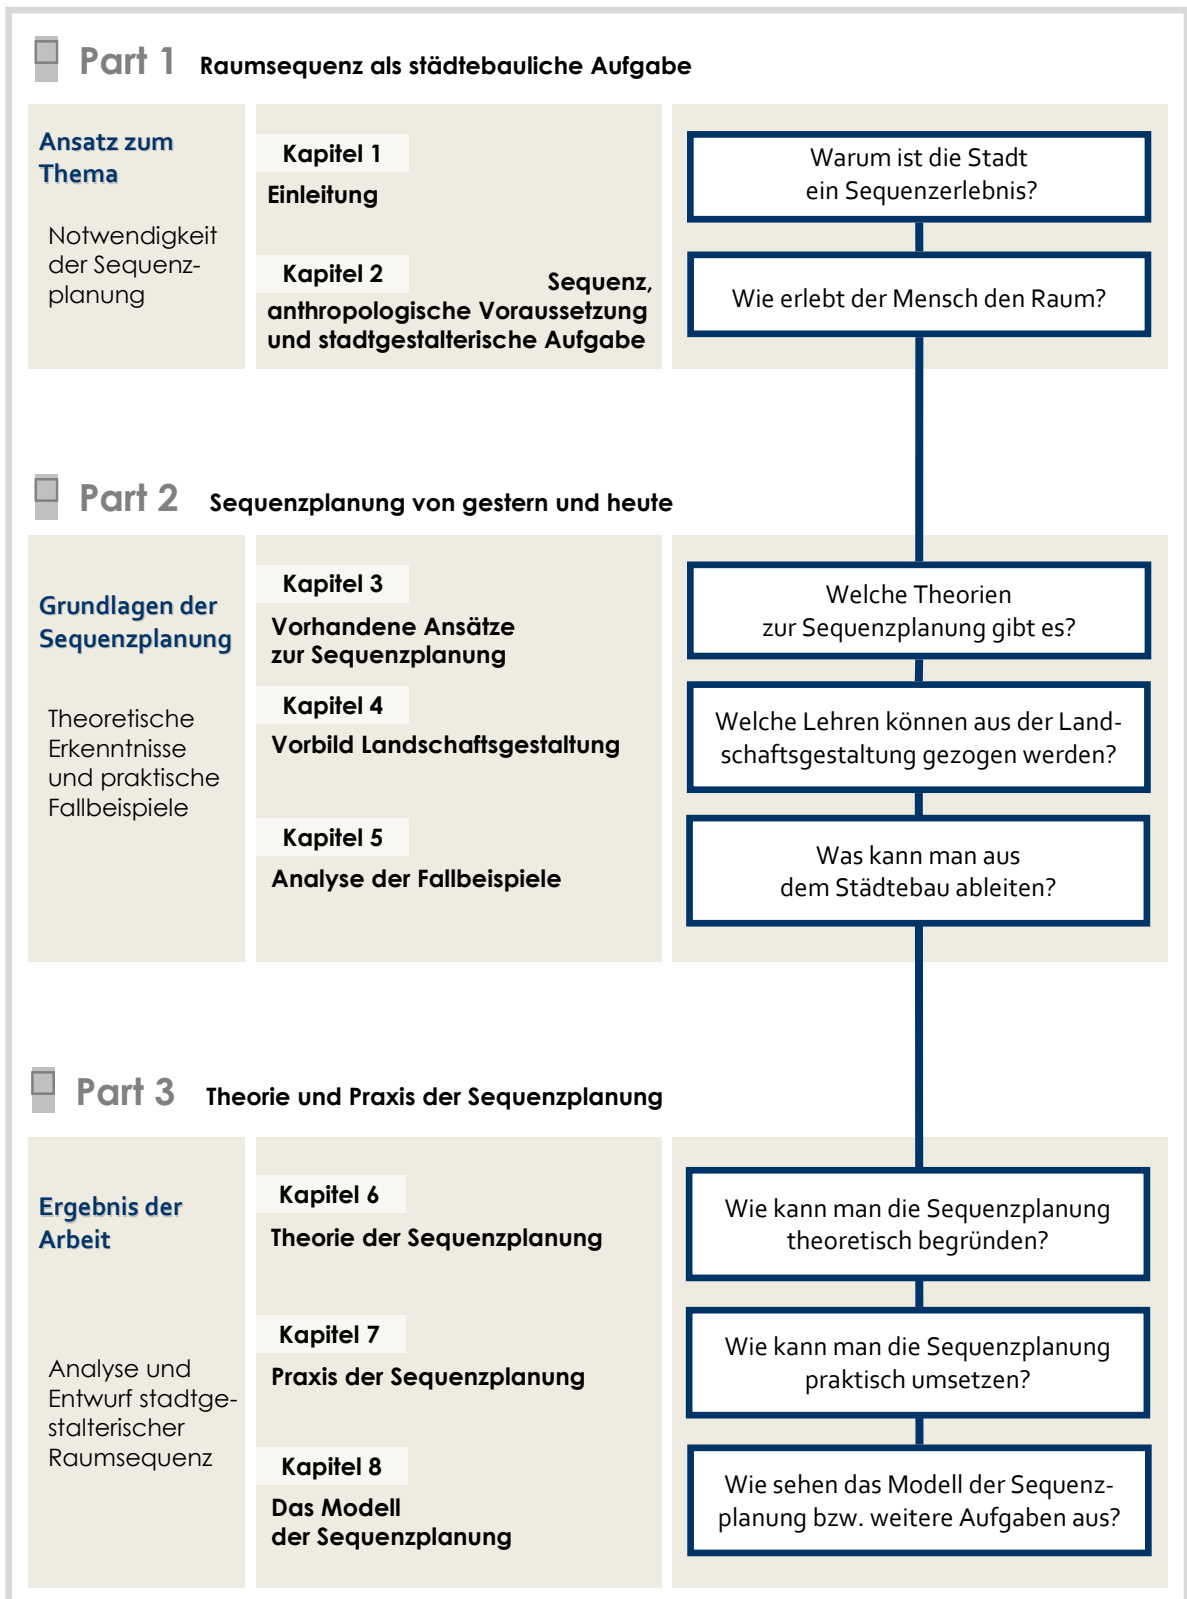 Part 1 Raumsequenz als städtebauliche Aufgabe
Ansatz zum
Thema
Notwendigkeit
der Sequenz-
planung
Kapitel 1
Einleitung
Kapitel 2
Sequenz,
anthropologische Voraussetzung
und stadtgestalterische Aufgabe
Warum ist die Stadt
ein Sequenzerlebnis?
Wie erlebt der Mensch den Raum?
Part 2 Sequenzplanung von gestern und heute
Grundlagen der
Sequenzplanung
Theoretische
Erkenntnisse
und praktische
Fallbeispiele
Kapitel 3
Vorhandene Ansätze
zur Sequenzplanung
Kapitel 4
Vorbild Landschaftsgestaltung
Kapitel 5
Analyse der Fallbeispiele
Welche Theorien
zur Sequenzplanung gibt es?
Welche Lehren können aus der Land-
schaftsgestaltung gezogen werden?
Was kann man aus
dem Städtebau ableiten?
Part 3 Theorie und Praxis der Sequenzplanung
Ergebnis der
Arbeit
Analyse und
Entwurf stadtge-
stalterischer
Raumsequenz
Kapitel 6
Theorie der Sequenzplanung
Kapitel 7
Praxis der Sequenzplanung
Kapitel 8
Das Modell
der Sequenzplanung
Wie kann man die Sequenzplanung
theoretisch begründen?
Wie kann man die Sequenzplanung
praktisch umsetzen?
Wie sehen das Modell der Sequenz-
planung bzw. weitere Aufgaben aus?